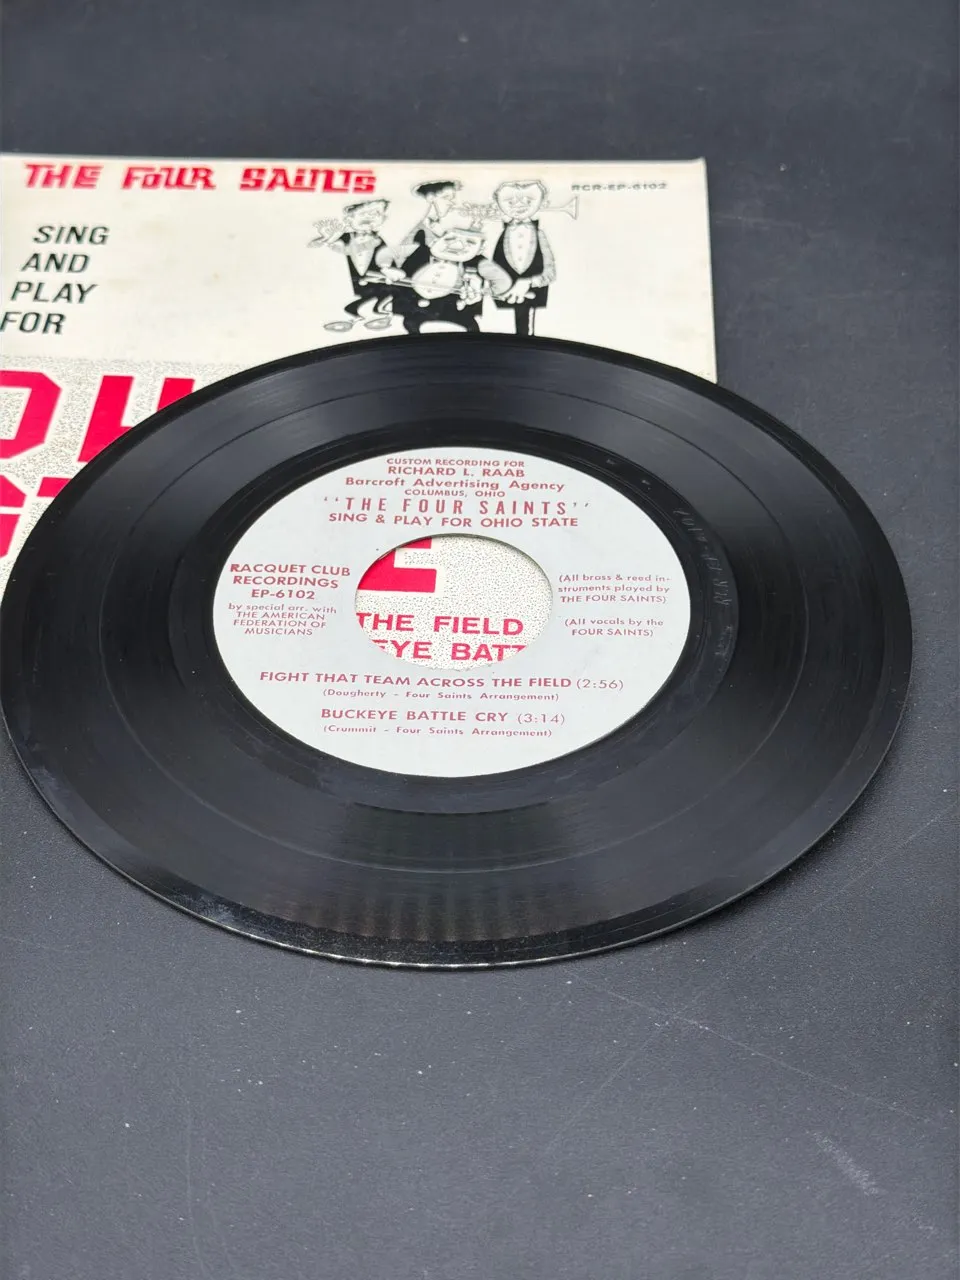 THE FOUR SAINTS
RCR-EP-6102
SING
AND
PLAY
FOR
CUSTOM RECORDING FOR
RICHARD L. RAAB
Barcroft Advertising Agency
COLUMBUS, OHIO
"THE FOUR SAINTS"
SING & PLAY FOR OHIO STATE
RACQUET CLUB
RECORDINGS
EP-6102
by special arr. with
THE AMERICAN
FEDERATION OF
MUSICIANS
(All brass & reed in-
struments played by
THE FOUR SAINTS)
(All vocals by the
FOUR SAINTS)
THE FIELD
EYE BAT
FIGHT THAT TEAM ACROSS THE FIELD (2:56)
(Dougherty - Four Saints Arrangement)
BUCKEYE BATTLE CRY (3:14)
(Crummit - Four Saints Arrangement)